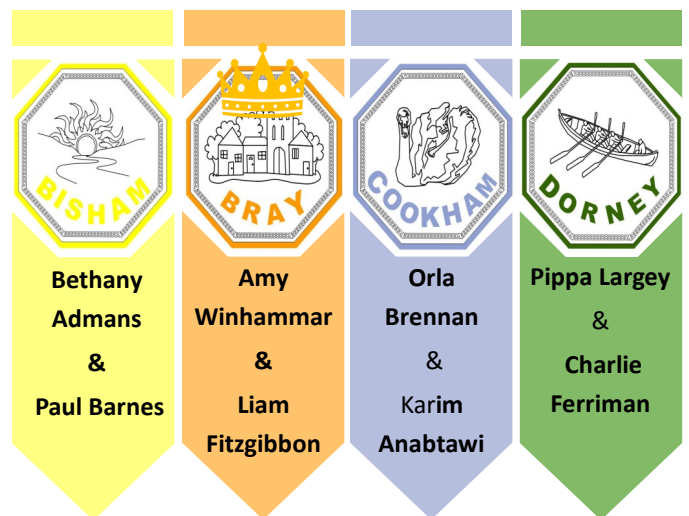 BISHAM
Bethany
Admans
&
Paul Barnes
BRAY
Amy
Winhammar
&
Liam
Fitzgibbon
COOKHAM
Orla
Brennan
&
Karim
Anabtawi
DORNEY
Pippa Largey
&
Charlie
Ferriman